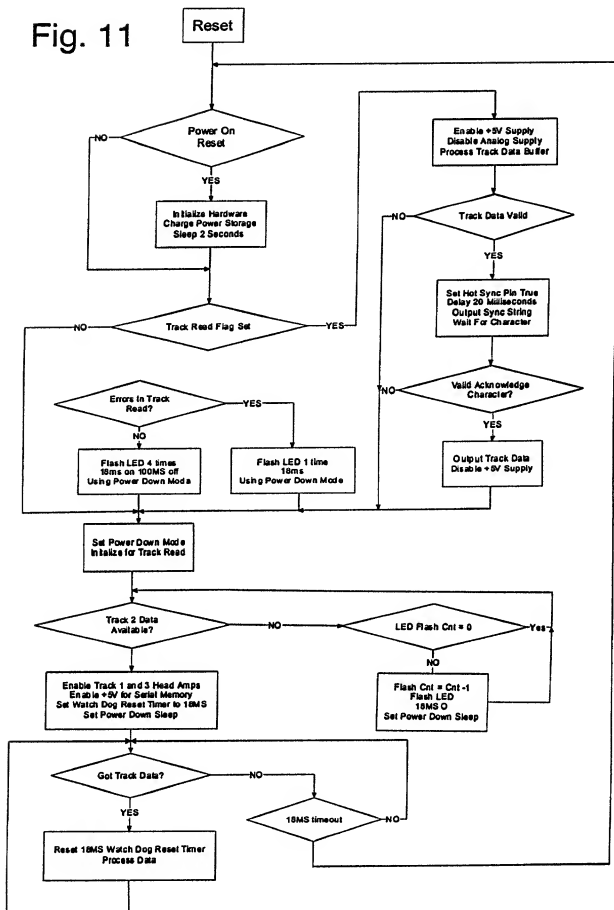 Fig. 11
Reset
Power On
Reset
NO
YES
Initialize Hardware
Charge Power Storage
Sleep 2 Seconds
Track Read Flag Set
NO
YES
Enable +5V Supply
Disable Analog Supply
Process Track Data Buffer
Track Data Valid
NO
YES
Set Hot Sync Pin True
Delay 20 Milliseconds
Output Sync String
Wait For Character
Valid Acknowledge
Character?
NO
YES
Output Track Data
Disable +5V Supply
Errors In Track
Read?
YES
NO
Flash LED 4 times
18ms on 100MS off
Using Power Down Mode
Flash LED 1 time
18ms
Using Power Down Mode
Set Power Down Mode
Initialize for Track Read
Track 2 Data
Available?
NO
LED Flash Cnt = 0
Yes
YES
NO
Enable Track 1 and 3 Head Amps
Enable +5V for Serial Memory
Set Watch Dog Reset Timer to 18MS
Set Power Down Sleep
Flash Cnt = Cnt -1
Flash LED
18MS O
Set Power Down Sleep
Got Track Data?
NO
YES
18MS timeout
NO
Reset 18MS Watch Dog Reset Timer
Process Data